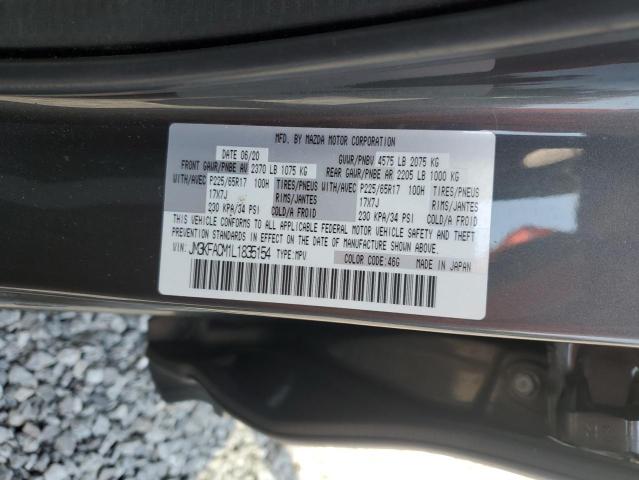 MFD. BY MAZDA MOTOR CORPORATION
DATE 06/20 GVWR/PNBV 4575 LB 2075 KG
FRONT GAWR/PNBE AV 2370 LB 1075 KG REAR GAWR/PNBE AR 2205 LB 1000 KG
WITH/AVEC P225/65R17 100H TIRES/PNEUS WITH/AVEC P225/65R17 100H TIRES/PNEUS
17X7J RIMS/JANTES 17X7J RIMS/JANTES
230 KPA/34 PSI COLD/A FROID 230 KPA/34 PSI COLD/A FROID
THIS VEHICLE CONFORMS TO ALL APPLICABLE FEDERAL MOTOR VEHICLE SAFETY AND THEFT
PREVENTION STANDARDS IN EFFECT ON THE DATE OF MANUFACTURE SHOWN ABOVE.
JM3KFACM1L1835154 TYPE:MPV
COLOR CODE:46G MADE IN JAPAN